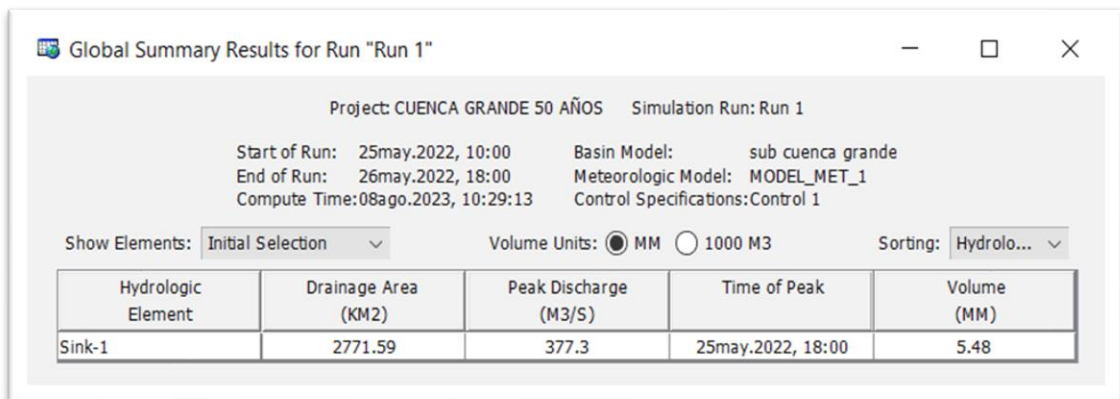 Global Summary Results for Run "Run 1"
Project: CUENCA GRANDE 50 AÑOS Simulation Run: Run 1
Start of Run: 25may.2022, 10:00 Basin Model: sub cuenca grande
End of Run: 26may.2022, 18:00 Meteorologic Model: MODEL_MET_1
Compute Time:08ago.2023, 10:29:13 Control Specifications:Control 1
Show Elements: Initial Selection Volume Units: MM 1000 M3 Sorting: Hydrolo...
Hydrologic Drainage Area Peak Discharge Time of Peak Volume
Element (KM2) (M3/S) (MM)
Sink-1 2771.59 377.3 25may.2022, 18:00 5.48